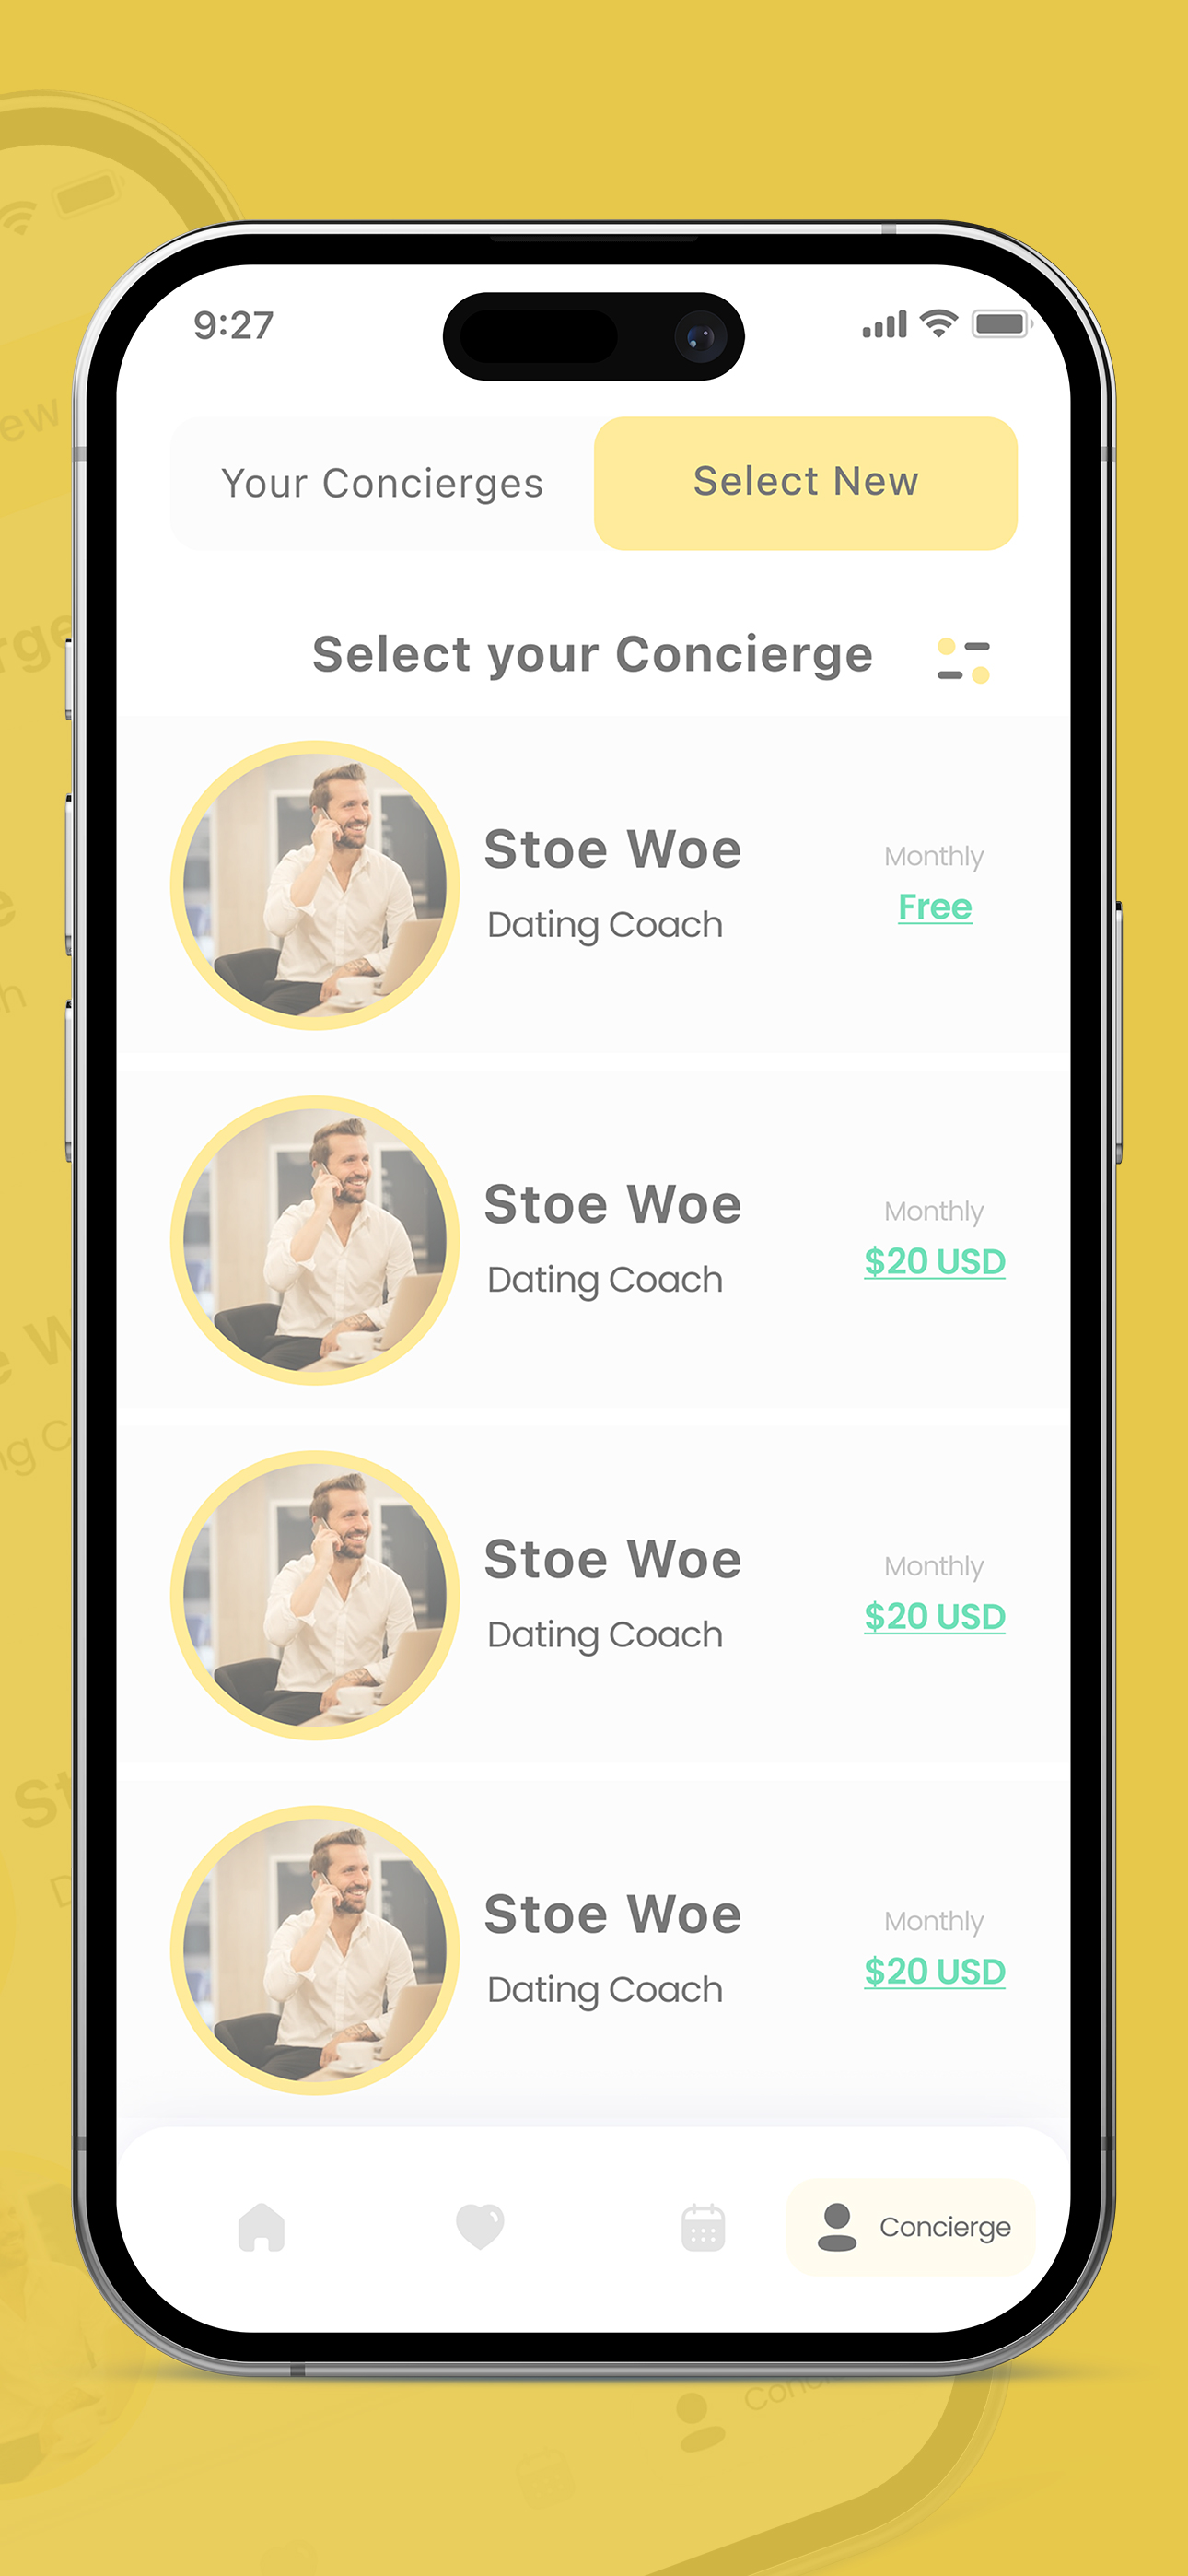 9:27
Your Concierges
Select New
Select your Concierge
Stoe Woe
Dating Coach
Monthly
Free
Stoe Woe
Dating Coach
Monthly
$20 USD
Stoe Woe
Dating Coach
Monthly
$20 USD
Stoe Woe
Dating Coach
Monthly
$20 USD
Concierge